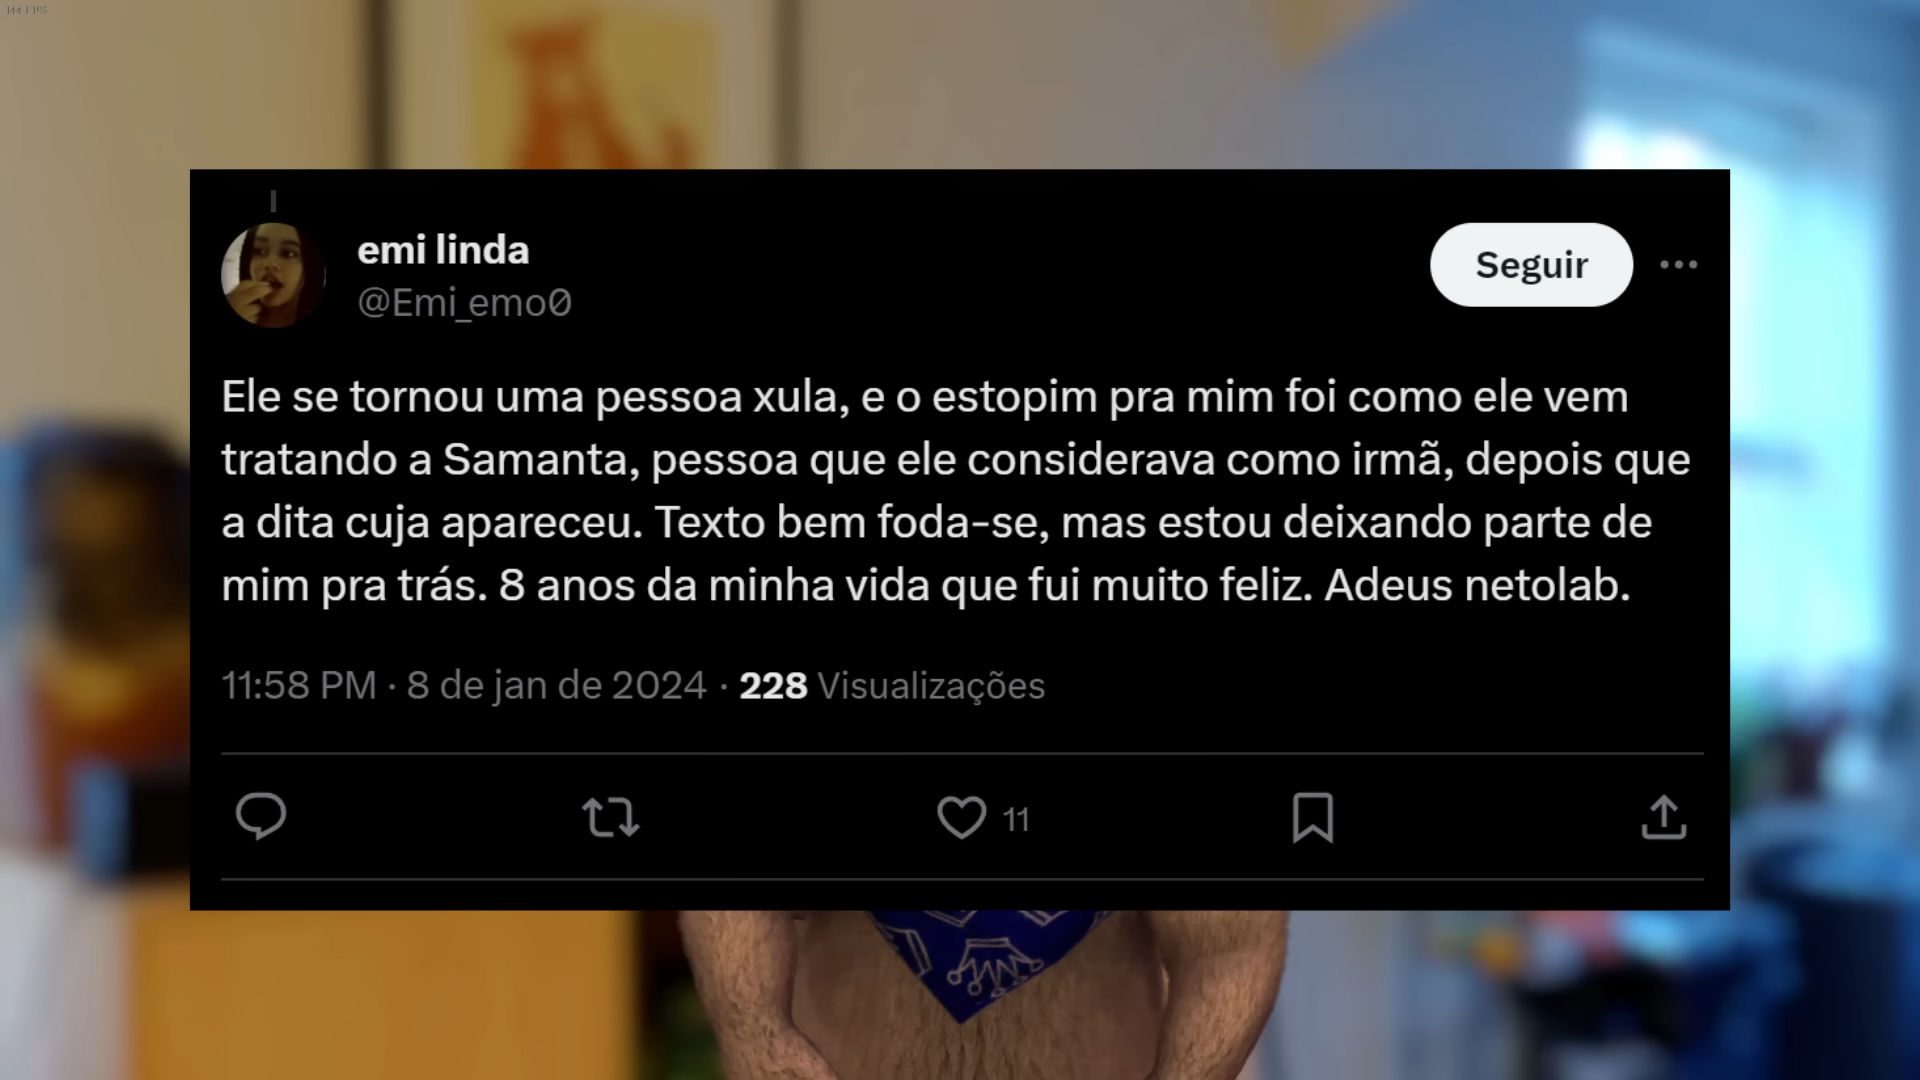 144 FPS
emi linda
@Emi_emo0
Seguir
Ele se tornou uma pessoa xula, e o estopim pra mim foi como ele vem
tratando a Samanta, pessoa que ele considerava como irmã, depois que
a dita cuja apareceu. Texto bem foda-se, mas estou deixando parte de
mim pra trás. 8 anos da minha vida que fui muito feliz. Adeus netolab.
11:58 PM · 8 de jan de 2024 · 228 Visualizações
11